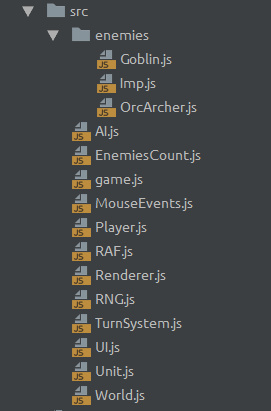 src
enemies
Goblin.js
Imp.js
OrcArcher.js
AI.js
EnemiesCount.js
game.js
MouseEvents.js
Player.js
RAF.js
Renderer.js
RNG.js
TurnSystem.js
UI.js
Unit.js
World.js